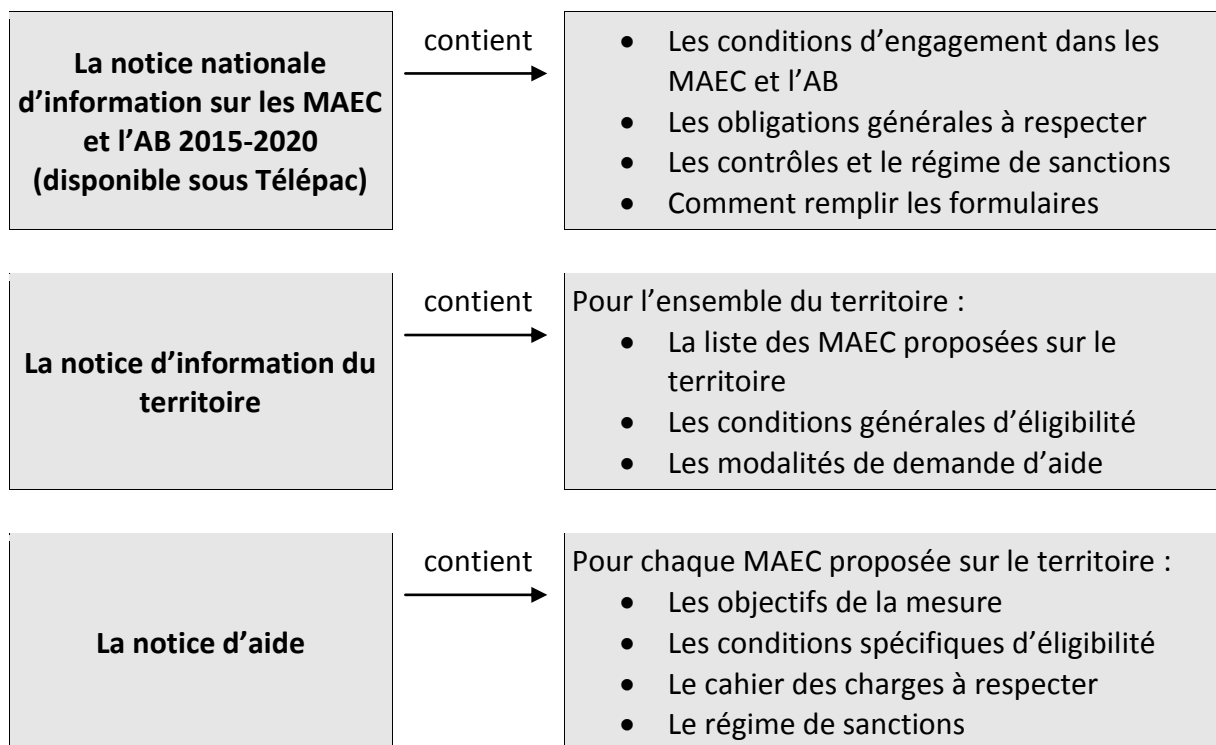 La notice nationale
d’information sur les MAEC
et l’AB 2015-2020
(disponible sous Télépac)
contient
• Les conditions d’engagement dans les
MAEC et l’AB
• Les obligations générales à respecter
• Les contrôles et le régime de sanctions
• Comment remplir les formulaires
La notice d’information du
territoire
contient
Pour l’ensemble du territoire :
• La liste des MAEC proposées sur le
territoire
• Les conditions générales d’éligibilité
• Les modalités de demande d’aide
La notice d’aide
contient
Pour chaque MAEC proposée sur le territoire :
• Les objectifs de la mesure
• Les conditions spécifiques d’éligibilité
• Le cahier des charges à respecter
• Le régime de sanctions